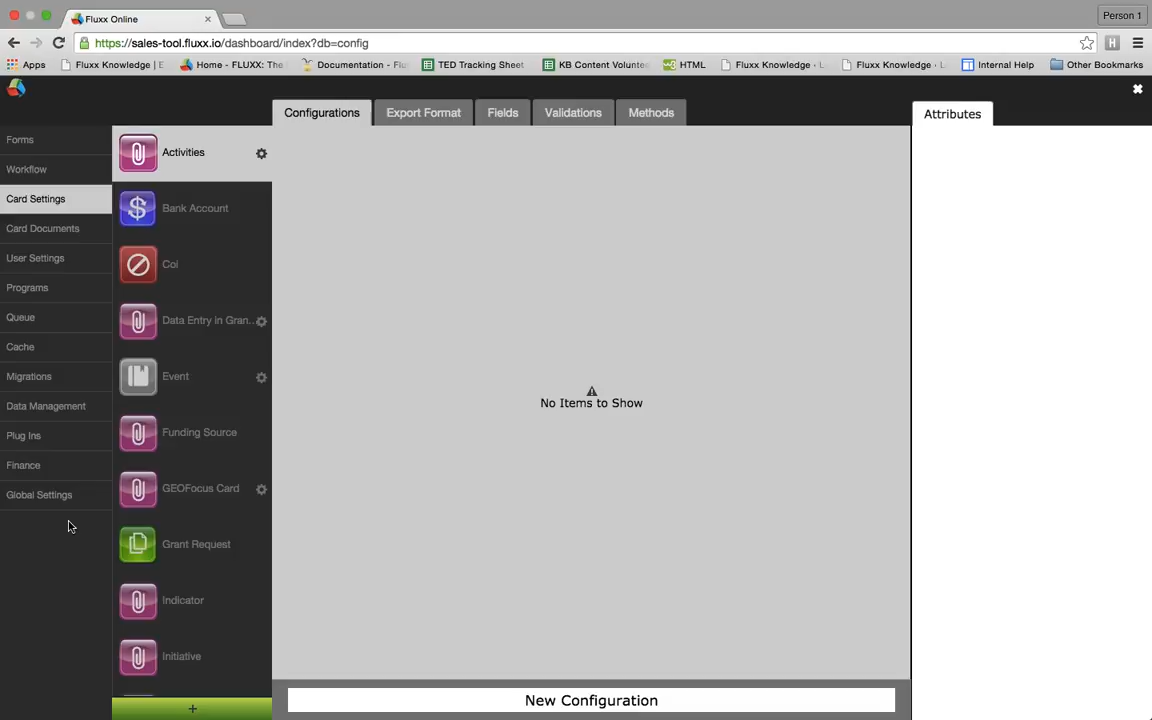 Fluxx Online
Person 1
https://sales-tool.fluxx.io/dashboard/index?db=config
Apps
Fluxx Knowledge | E
Home - FLUXX: The
Documentation - Flu
TED Tracking Sheet
KB Content Voluntee
HTML
Fluxx Knowledge - L
Fluxx Knowledge - L
Internal Help
Other Bookmarks
Configurations
Export Format
Fields
Validations
Methods
Attributes
Forms
Workflow
Card Settings
Card Documents
User Settings
Programs
Queue
Cache
Migrations
Data Management
Plug Ins
Finance
Global Settings
Activities
Bank Account
Coi
Data Entry in Gran...
Event
Funding Source
GEOFocus Card
Grant Request
Indicator
Initiative
+
No Items to Show
New Configuration